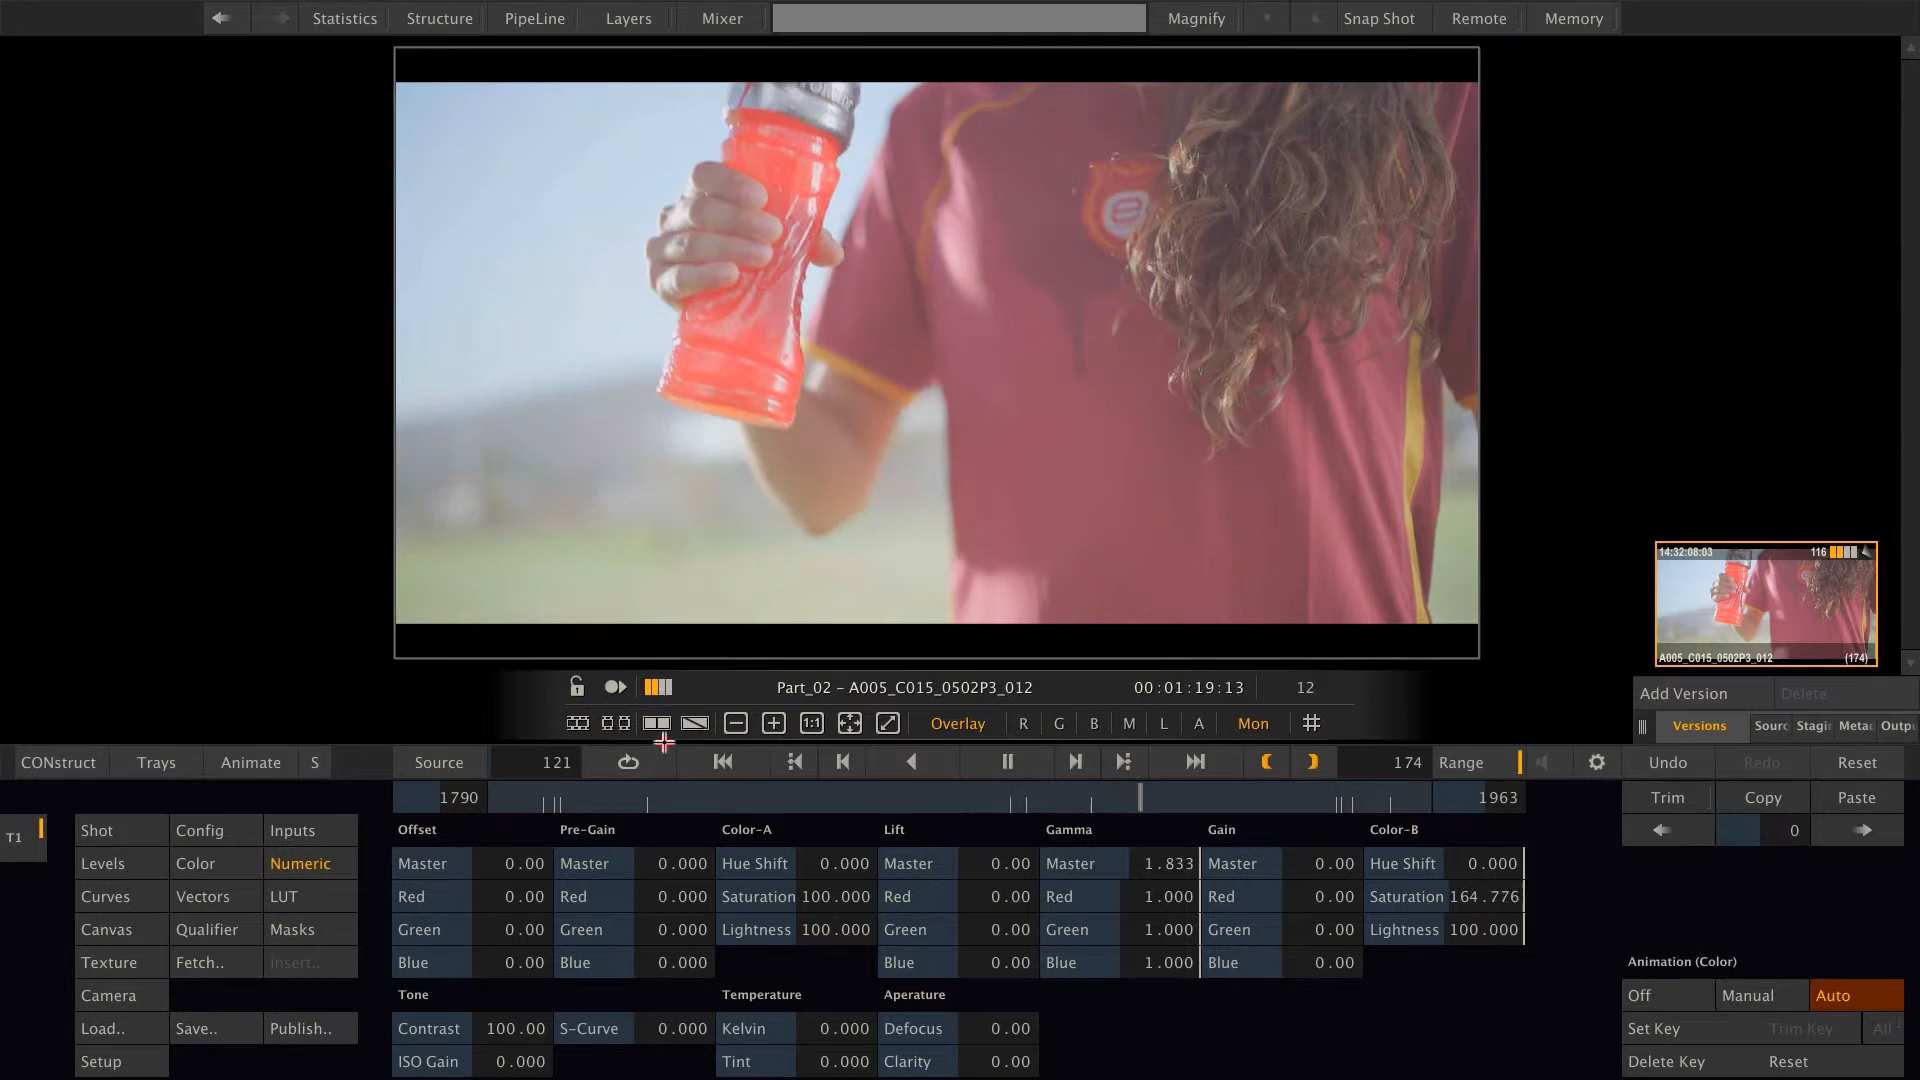 Statistics Structure PipeLine Layers Mixer Magnify Snap Shot Remote Memory
14:32:08:03 116
A005_C015_0502P3_012 (174)
Part_02 - A005_C015_0502P3_012 00:01:19:13 12
Add Version Delete
1:1 Overlay R G B M L A Mon
Versions Sourc Stagi Meta Outpu
CONstruct Trays Animate S Source 121 174 Range Undo Redo Reset
1790 1963 Trim Copy Paste
T1 Shot Config Inputs Offset Pre-Gain Color-A Lift Gamma Gain Color-B 0
Levels Color Numeric Master 0.00 Master 0.000 Hue Shift 0.000 Master 0.00 Master 1.833 Master 0.00 Hue Shift 0.000
Curves Vectors LUT Red 0.00 Red 0.000 Saturation 100.000 Red 0.00 Red 1.000 Red 0.00 Saturation 164.776
Canvas Qualifier Masks Green 0.00 Green 0.000 Lightness 100.000 Green 0.00 Green 1.000 Green 0.00 Lightness 100.000
Texture Fetch.. insert.. Blue 0.00 Blue 0.000 Blue 0.00 Blue 1.000 Blue 0.00 Animation (Color)
Camera Tone Temperature Aperature Off Manual Auto
Load.. Save.. Publish.. Contrast 100.00 S-Curve 0.000 Kelvin 0.000 Defocus 0.00 Set Key Trim Key All
Setup ISO Gain 0.000 Tint 0.000 Clarity 0.00 Delete Key Reset